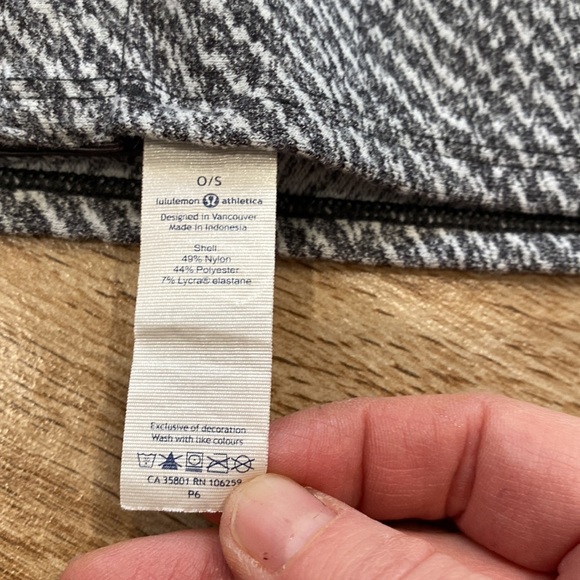 O/S
lululemon athletica
Designed in Vancouver
Made in Indonesia
Shell
49% Nylon
44% Polyester
7% Lycra® elastane
Exclusive of decoration
Wash with like colours
CA 35801 RN 106259
P6